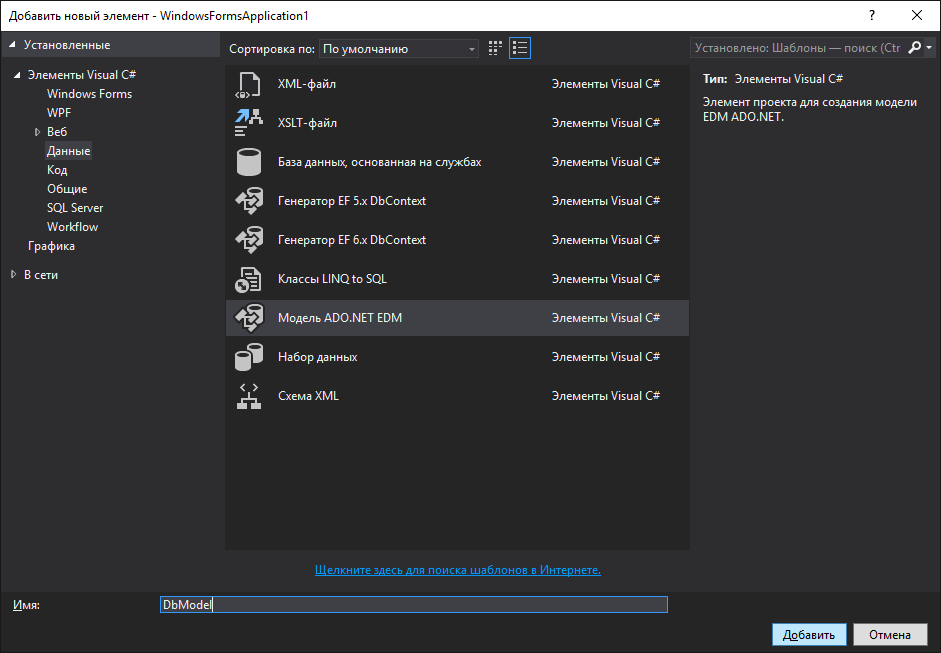 Добавить новый элемент - WindowsFormsApplication1
?
Установленные
Сортировка по: По умолчанию
Установлено: Шаблоны — поиск (Ctr
Элементы Visual C#
Windows Forms
WPF
Веб
Данные
Код
Общие
SQL Server
Workflow
Графика
В сети
XML-файл Элементы Visual C#
XSLT-файл Элементы Visual C#
База данных, основанная на службах Элементы Visual C#
Генератор EF 5.x DbContext Элементы Visual C#
Генератор EF 6.x DbContext Элементы Visual C#
Классы LINQ to SQL Элементы Visual C#
Модель ADO.NET EDM Элементы Visual C#
Набор данных Элементы Visual C#
Схема XML Элементы Visual C#
Тип: Элементы Visual C#
Элемент проекта для создания модели
EDM ADO.NET.
Щелкните здесь для поиска шаблонов в Интернете.
Имя: DbModel
Добавить Отмена